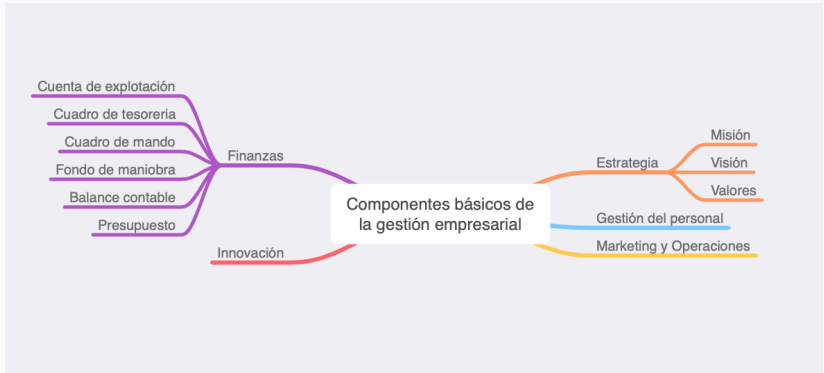 Cuenta de explotación
Cuadro de tesoreria
Cuadro de mando
Fondo de maniobra
Balance contable
Presupuesto
Finanzas
Innovación
Componentes básicos de
la gestión empresarial
Estrategia
Misión
Visión
Valores
Gestión del personal
Marketing y Operaciones